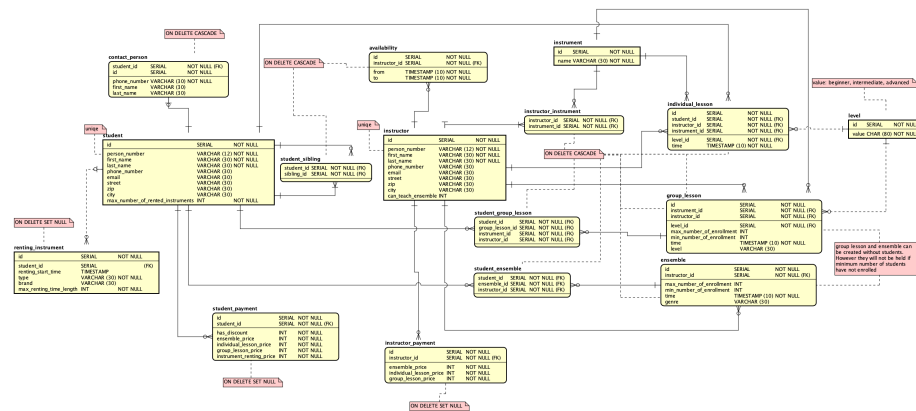 ON DELETE CASCADE
contact_person
student_id SERIAL NOT NULL (FK)
id SERIAL NOT NULL
phone_number VARCHAR (30) NOT NULL
first_name VARCHAR (30)
last_name VARCHAR (30)
availability
id SERIAL NOT NULL
instructor_id SERIAL NOT NULL (FK)
from TIMESTAMP (10) NOT NULL
to TIMESTAMP (10) NOT NULL
ON DELETE CASCADE
instrument
id SERIAL NOT NULL
name VARCHAR (30) NOT NULL
value: beginner, intermediate, advanced
level
id SERIAL NOT NULL
value CHAR (80) NOT NULL
individual_lesson
id SERIAL NOT NULL
student_id SERIAL NOT NULL (FK)
instructor_id SERIAL NOT NULL (FK)
instrument_id SERIAL NOT NULL (FK)
level_id SERIAL NOT NULL (FK)
time TIMESTAMP (10) NOT NULL
instructor_instrument
instructor_id SERIAL NOT NULL (FK)
instrument_id SERIAL NOT NULL (FK)
ON DELETE CASCADE
unqe
student
id SERIAL NOT NULL
person_number VARCHAR (12) NOT NULL
first_name VARCHAR (30) NOT NULL
last_name VARCHAR (30) NOT NULL
phone_number VARCHAR (30)
email VARCHAR (30)
street VARCHAR (30)
zip VARCHAR (30)
city VARCHAR (30)
max_number_of_rented_instruments INT NOT NULL
student_sibling
student_id SERIAL NOT NULL (FK)
sibling_id SERIAL NOT NULL (FK)
unqe
instructor
id SERIAL NOT NULL
person_number VARCHAR (12) NOT NULL
first_name VARCHAR (30) NOT NULL
last_name VARCHAR (30) NOT NULL
phone_number VARCHAR (30)
email VARCHAR (30)
street VARCHAR (30)
zip VARCHAR (30)
city VARCHAR (30)
can_teach_ensemble INT
group_lesson
id SERIAL NOT NULL
instrument_id SERIAL NOT NULL (FK)
instructor_id SERIAL NOT NULL (FK)
level_id SERIAL NOT NULL (FK)
max_number_of_enrollment INT
min_number_of_enrollment INT
time TIMESTAMP (10) NOT NULL
level VARCHAR (30) NOT NULL
student_group_lesson
student_id SERIAL NOT NULL (FK)
group_lesson_id SERIAL NOT NULL (FK)
instrument_id SERIAL NOT NULL (FK)
instructor_id SERIAL NOT NULL (FK)
group lesson and ensemble can
be created without students.
However they will not be held if
minimum number of students
have not enrolled
ON DELETE SET NULL
renting_instrument
id SERIAL NOT NULL
student_id SERIAL (FK)
renting_start_time TIMESTAMP
type VARCHAR (30) NOT NULL
brand VARCHAR (30)
max_renting_time_length INT NOT NULL
student_ensemble
student_id SERIAL NOT NULL (FK)
ensemble_id SERIAL NOT NULL (FK)
instructor_id SERIAL NOT NULL (FK)
ensemble
id SERIAL NOT NULL
instructor_id SERIAL NOT NULL (FK)
max_number_of_enrollment INT
min_number_of_enrollment INT
time TIMESTAMP (10) NOT NULL
genre VARCHAR (30)
student_payment
id SERIAL NOT NULL
student_id SERIAL NOT NULL (FK)
has_discount INT NOT NULL
ensemble_price INT NOT NULL
individual_lesson_price INT NOT NULL
group_lesson_price INT NOT NULL
instrument_renting_price INT NOT NULL
ON DELETE SET NULL
instructor_payment
id SERIAL NOT NULL
instructor_id SERIAL NOT NULL (FK)
ensemble_price INT NOT NULL
individual_lesson_price INT NOT NULL
group_lesson_price INT NOT NULL
ON DELETE SET NULL